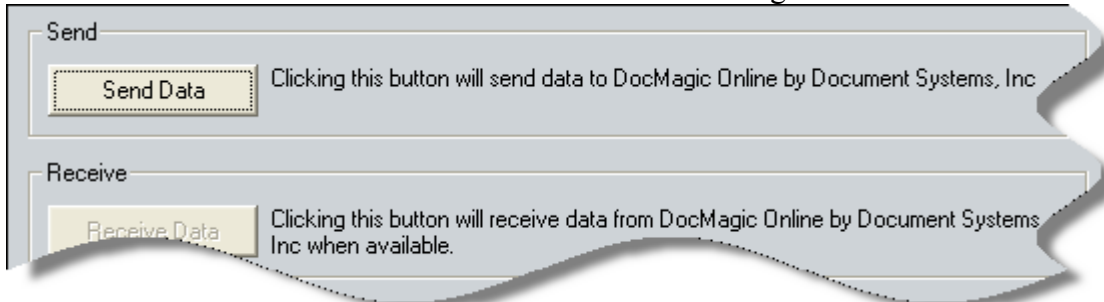 Send
Send Data
Clicking this button will send data to DocMagic Online by Document Systems, Inc
Receive
Receive Data
Clicking this button will receive data from DocMagic Online by Document Systems
Inc when available.